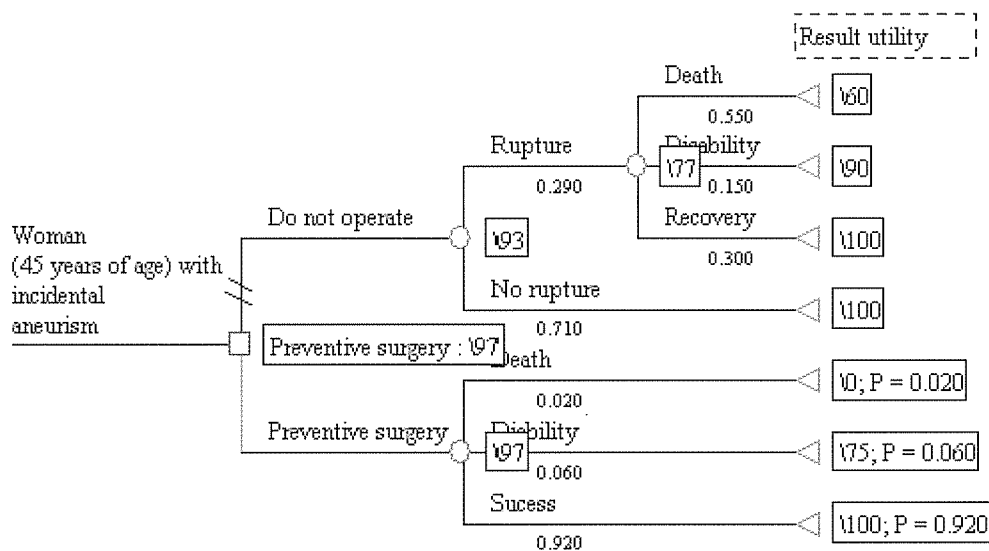 Result utility
Death
0.550
\60
Rupture
0.290
\77
Disability
0.150
\90
Recovery
0.300
\100
Do not operate
\93
No rupture
0.710
\100
Woman
(45 years of age) with
incidental
aneurism
Preventive surgery : \97
Death
0.020
\0; P = 0.020
Preventive surgery
\97
0.060
\75; P = 0.060
Sucess
0.920
\100; P = 0.920